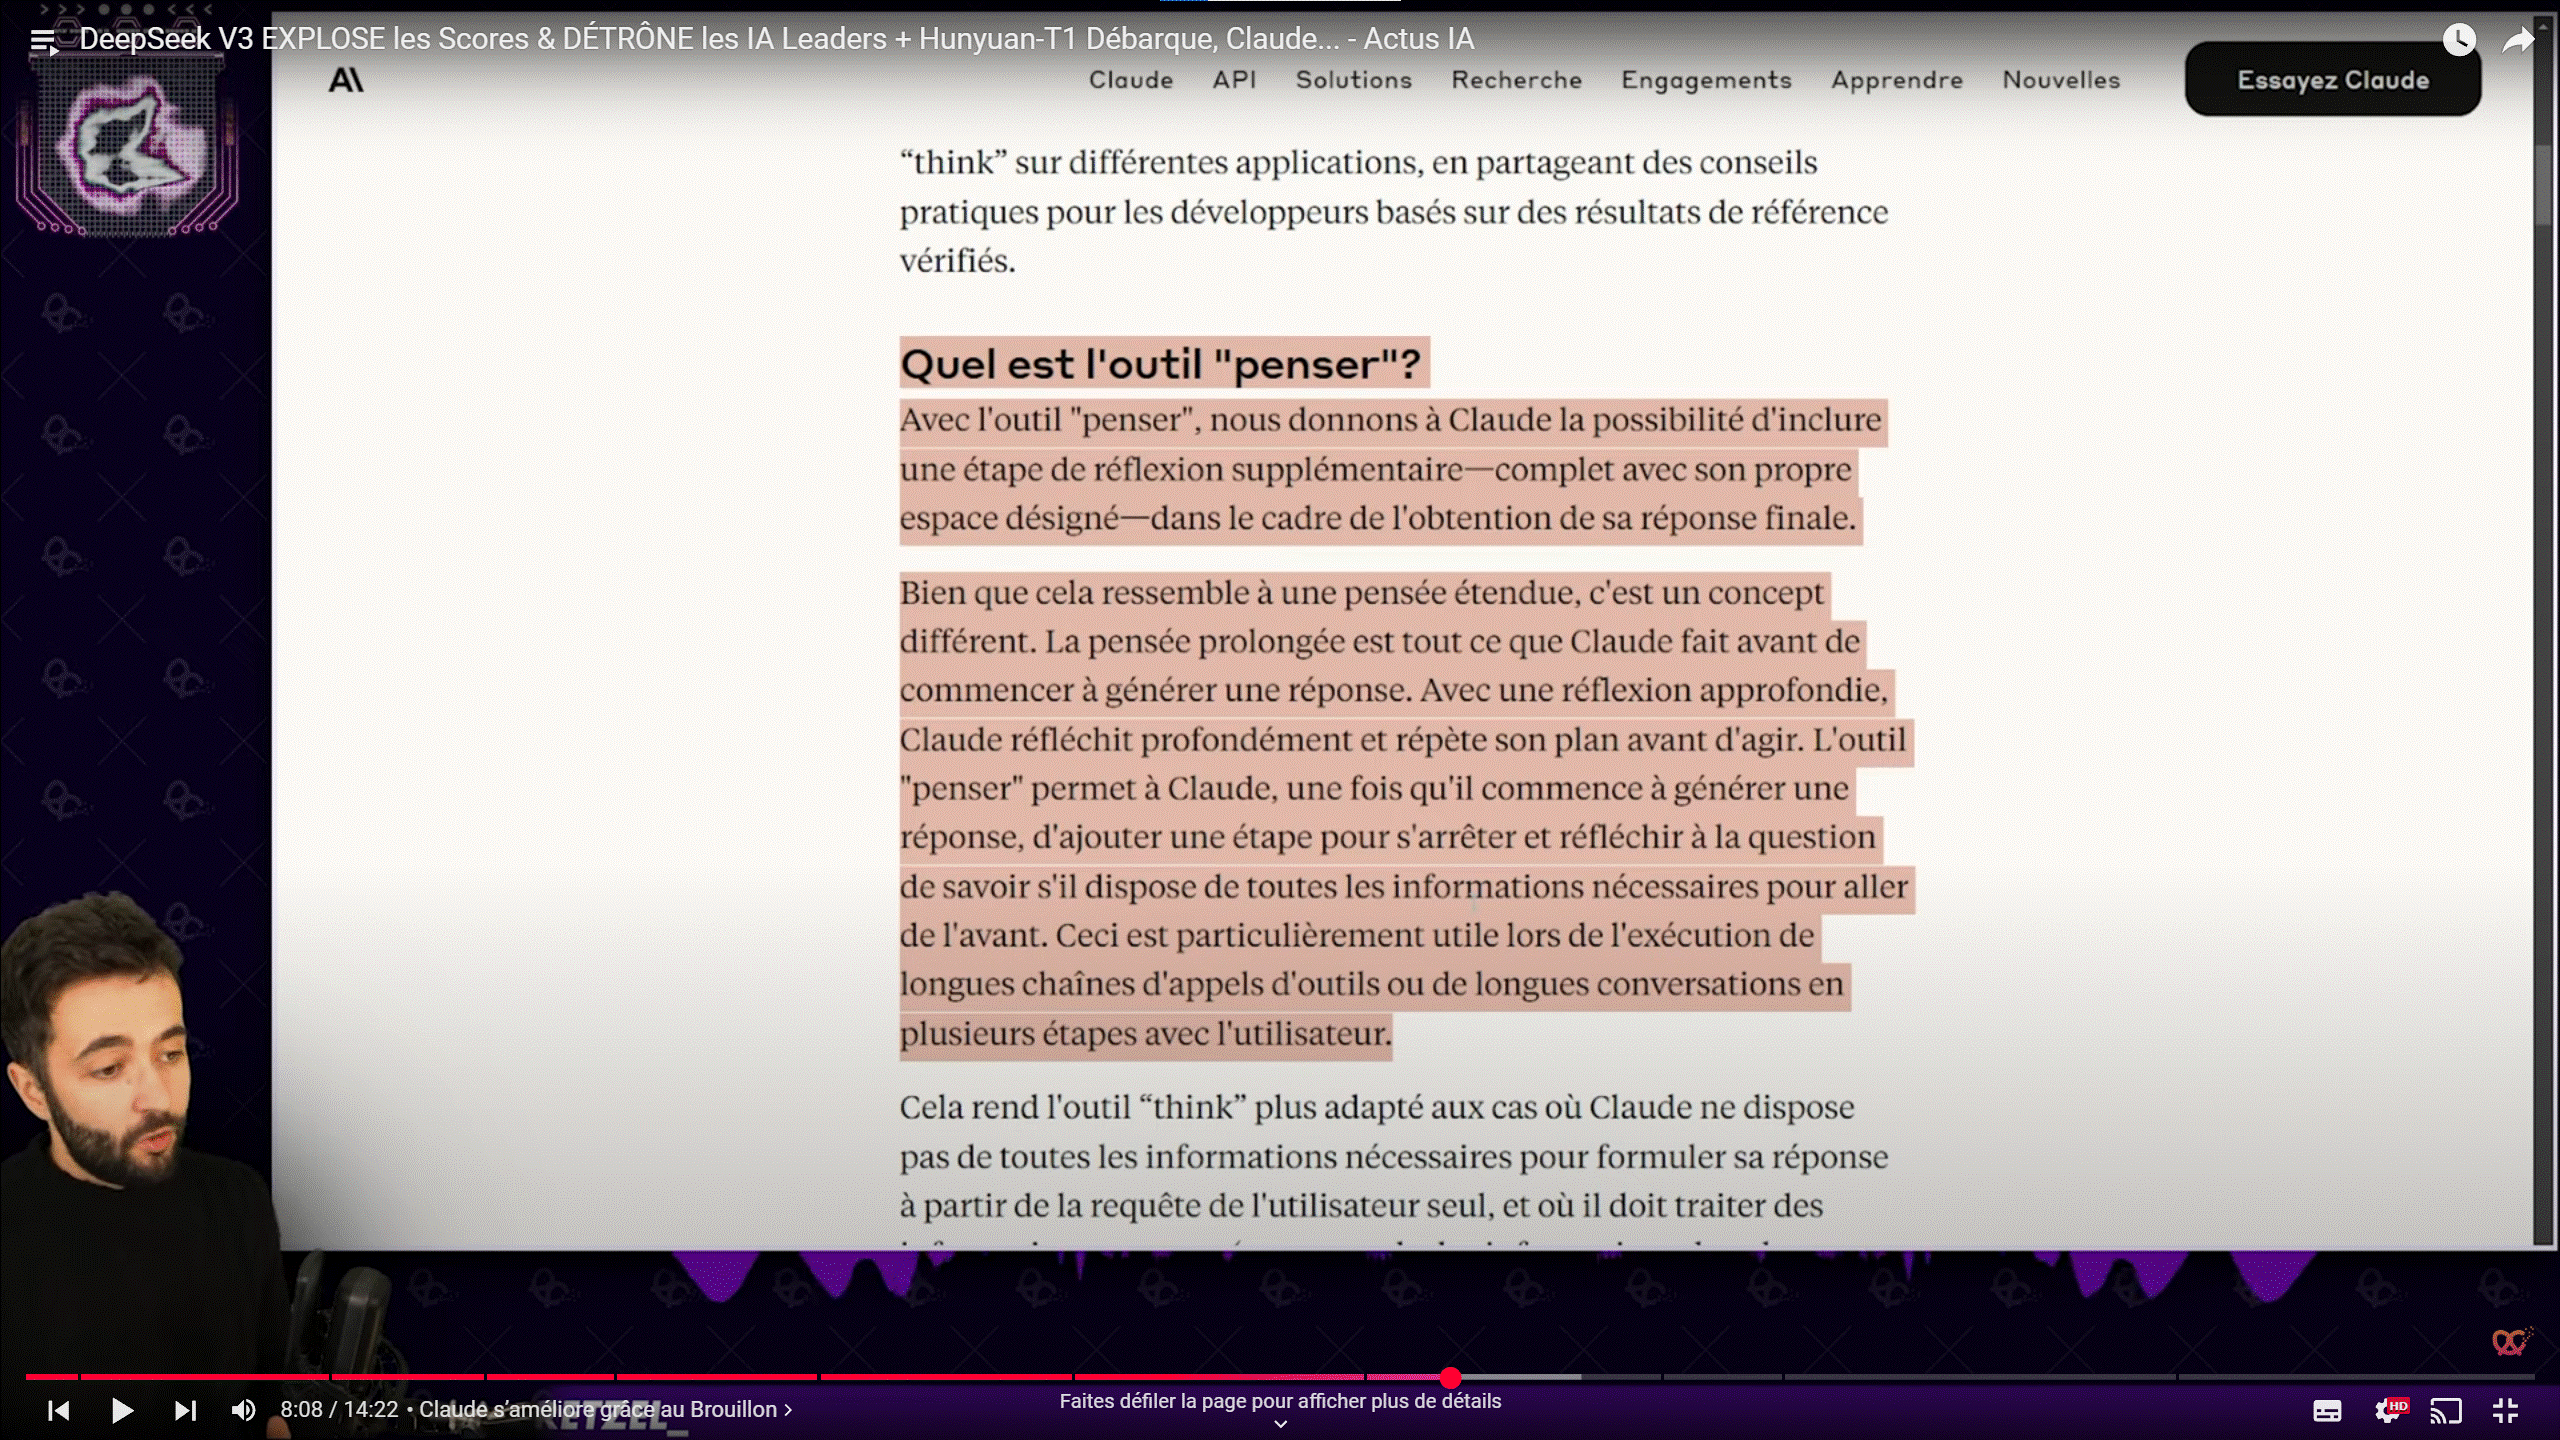 DeepSeek V3 EXPLOSE les Scores & DÉTRÔNE les IA Leaders + Hunyuan-T1 Débarque, Claude... - Actus IA
A\
Claude
API
Solutions
Recherche
Engagements
Apprendre
Nouvelles
Essayez Claude
“think” sur différentes applications, en partageant des conseils
pratiques pour les développeurs basés sur des résultats de référence
vérifiés.
Quel est l'outil "penser"?
Avec l'outil "penser", nous donnons à Claude la possibilité d'inclure
une étape de réflexion supplémentaire—complet avec son propre
espace désigné—dans le cadre de l'obtention de sa réponse finale.
Bien que cela ressemble à une pensée étendue, c'est un concept
différent. La pensée prolongée est tout ce que Claude fait avant de
commencer à générer une réponse. Avec une réflexion approfondie,
Claude réfléchit profondément et répète son plan avant d'agir. L'outil
"penser" permet à Claude, une fois qu'il commence à générer une
réponse, d'ajouter une étape pour s'arrêter et réfléchir à la question
de savoir s'il dispose de toutes les informations nécessaires pour aller
de l'avant. Ceci est particulièrement utile lors de l'exécution de
longues chaînes d'appels d'outils ou de longues conversations en
plusieurs étapes avec l'utilisateur.
Cela rend l'outil “think” plus adapté aux cas où Claude ne dispose
pas de toutes les informations nécessaires pour formuler sa réponse
à partir de la requête de l'utilisateur seul, et où il doit traiter des
8:08 / 14:22 • Claude s’améliore grâce au Brouillon
Faites défiler la page pour afficher plus de détails
HD